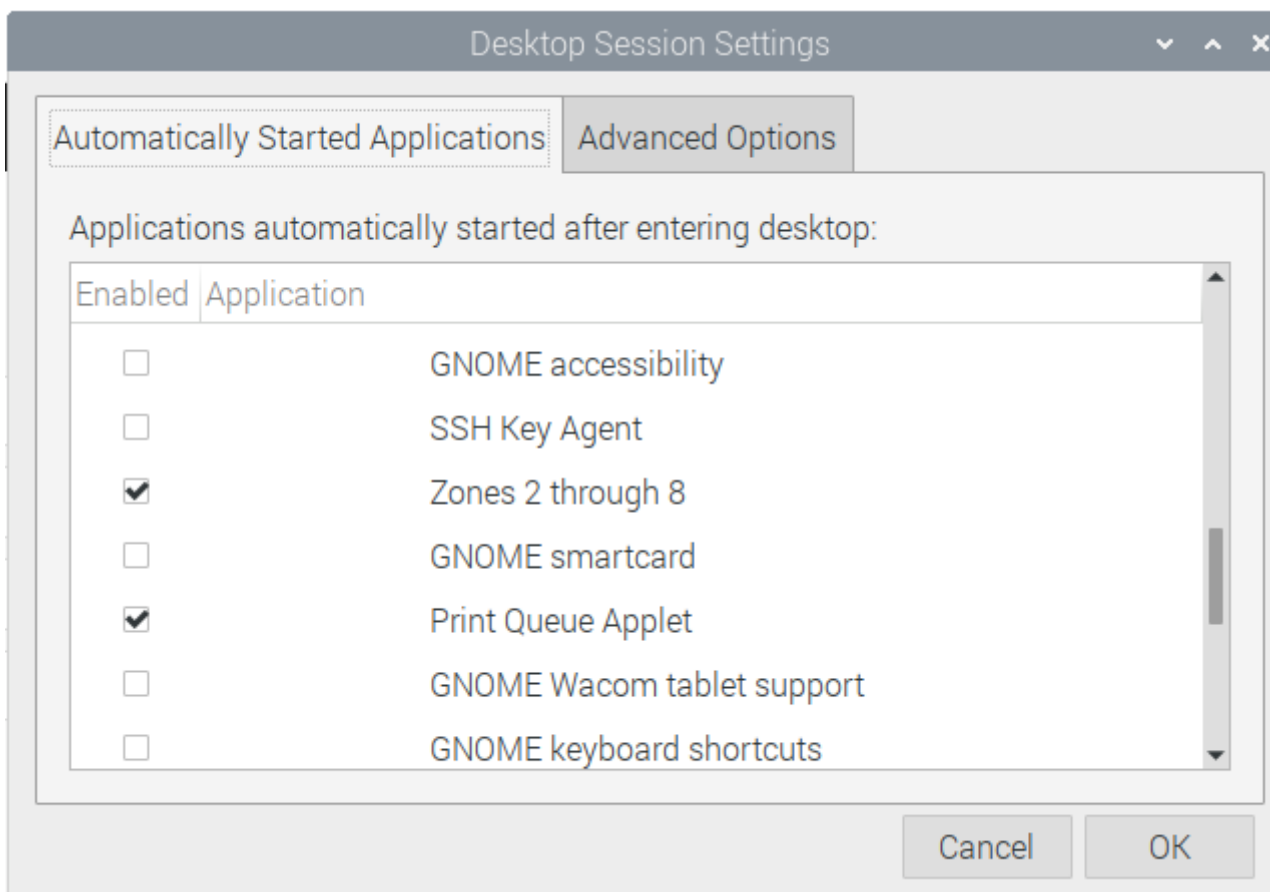 Desktop Session Settings
Automatically Started Applications Advanced Options
Applications automatically started after entering desktop:
Enabled Application
GNOME accessibility
SSH Key Agent
Zones 2 through 8
GNOME smartcard
Print Queue Applet
GNOME Wacom tablet support
GNOME keyboard shortcuts
Cancel OK